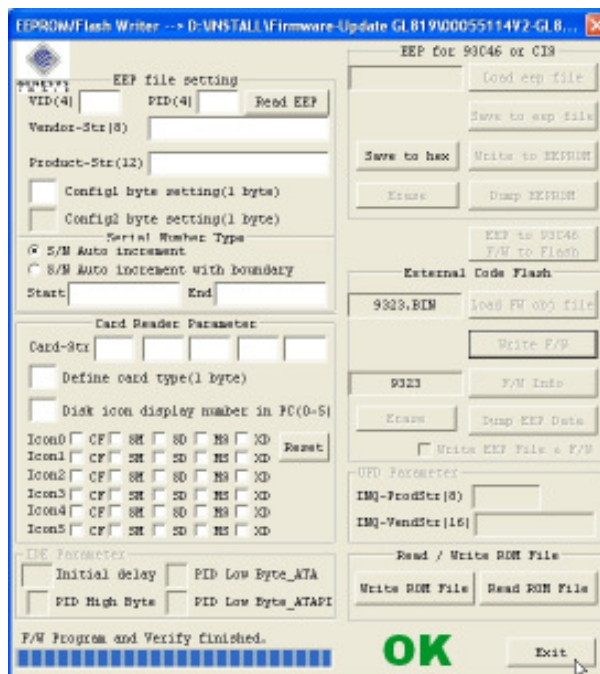 EEPROM/Flash Writer --> D:\INSTALL\Firmware-Update GL819\00055114V2-GL8...
GENESYS
EEP file setting
VID(4) PID(4) Read EEP
Vendor-Str(8)
Product-Str(12)
Config1 byte setting(1 byte)
Config2 byte setting(1 byte)
Serial Number Type
S/N Auto increment
S/N Auto increment with boundary
Start End
Card Reader Parameter
Card-Str
Define card type(1 byte)
Disk icon display number in PC(0~5)
Icon0 CF SM SD MS XD
Icon1 CF SM SD MS XD
Reset
Icon2 CF SM SD MS XD
Icon3 CF SM SD MS XD
Icon4 CF SM SD MS XD
Icon5 CF SM SD MS XD
IDE Parameter
Initial delay PID Low Byte_ATA
PID High Byte PID Low Byte_ATAPI
F/W Program and Verify finished.
EEP for 93C46 or CIS
Load eep file
Save to eep file
Save to hex Write to EEPROM
Erase Dump EEPROM
EEP to 93C46
F/W to Flash
External Code Flash
9323.BIN Load FW obj file
Write F/W
9323 F/W Info
Erase Dump EEP Data
Write EEP File & F/W
UFD Parameter
INQ-ProdStr(8)
INQ-VendStr(16)
Read / Write ROM File
Write ROM File Read ROM File
OK
Exit